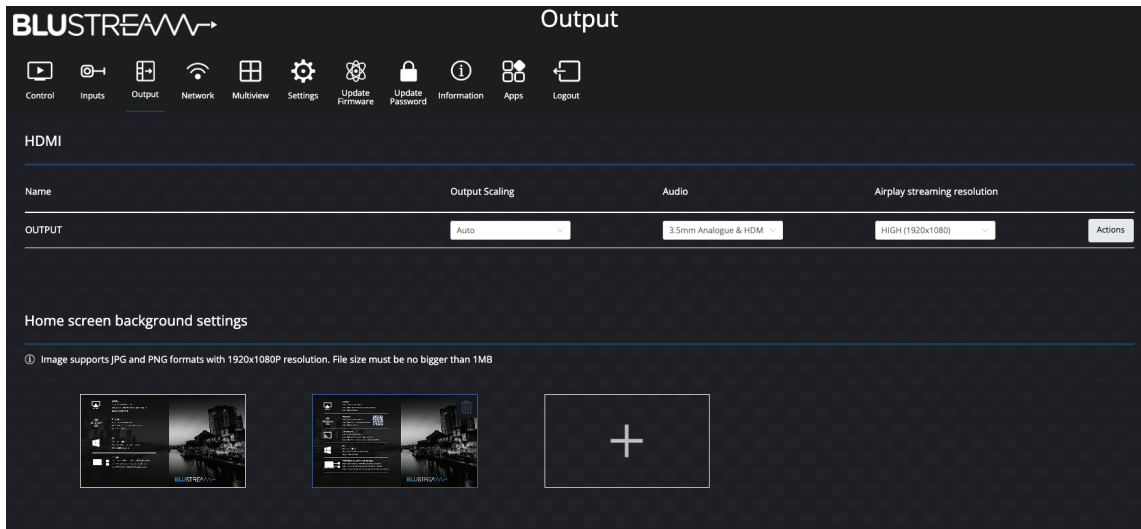 BLUSTREAM
Output
Control
Inputs
Output
Network
Multiview
Settings
Update
Firmware
Update
Password
Information
Apps
Logout
HDMI
Name Output Scaling Audio Airplay streaming resolution
OUTPUT Auto 3.5mm Analogue & HDM HIGH (1920x1080) Actions
Home screen background settings
Image supports JPG and PNG formats with 1920x1080P resolution. File size must be no bigger than 1MB
BLUSTREAM
BLUSTREAM